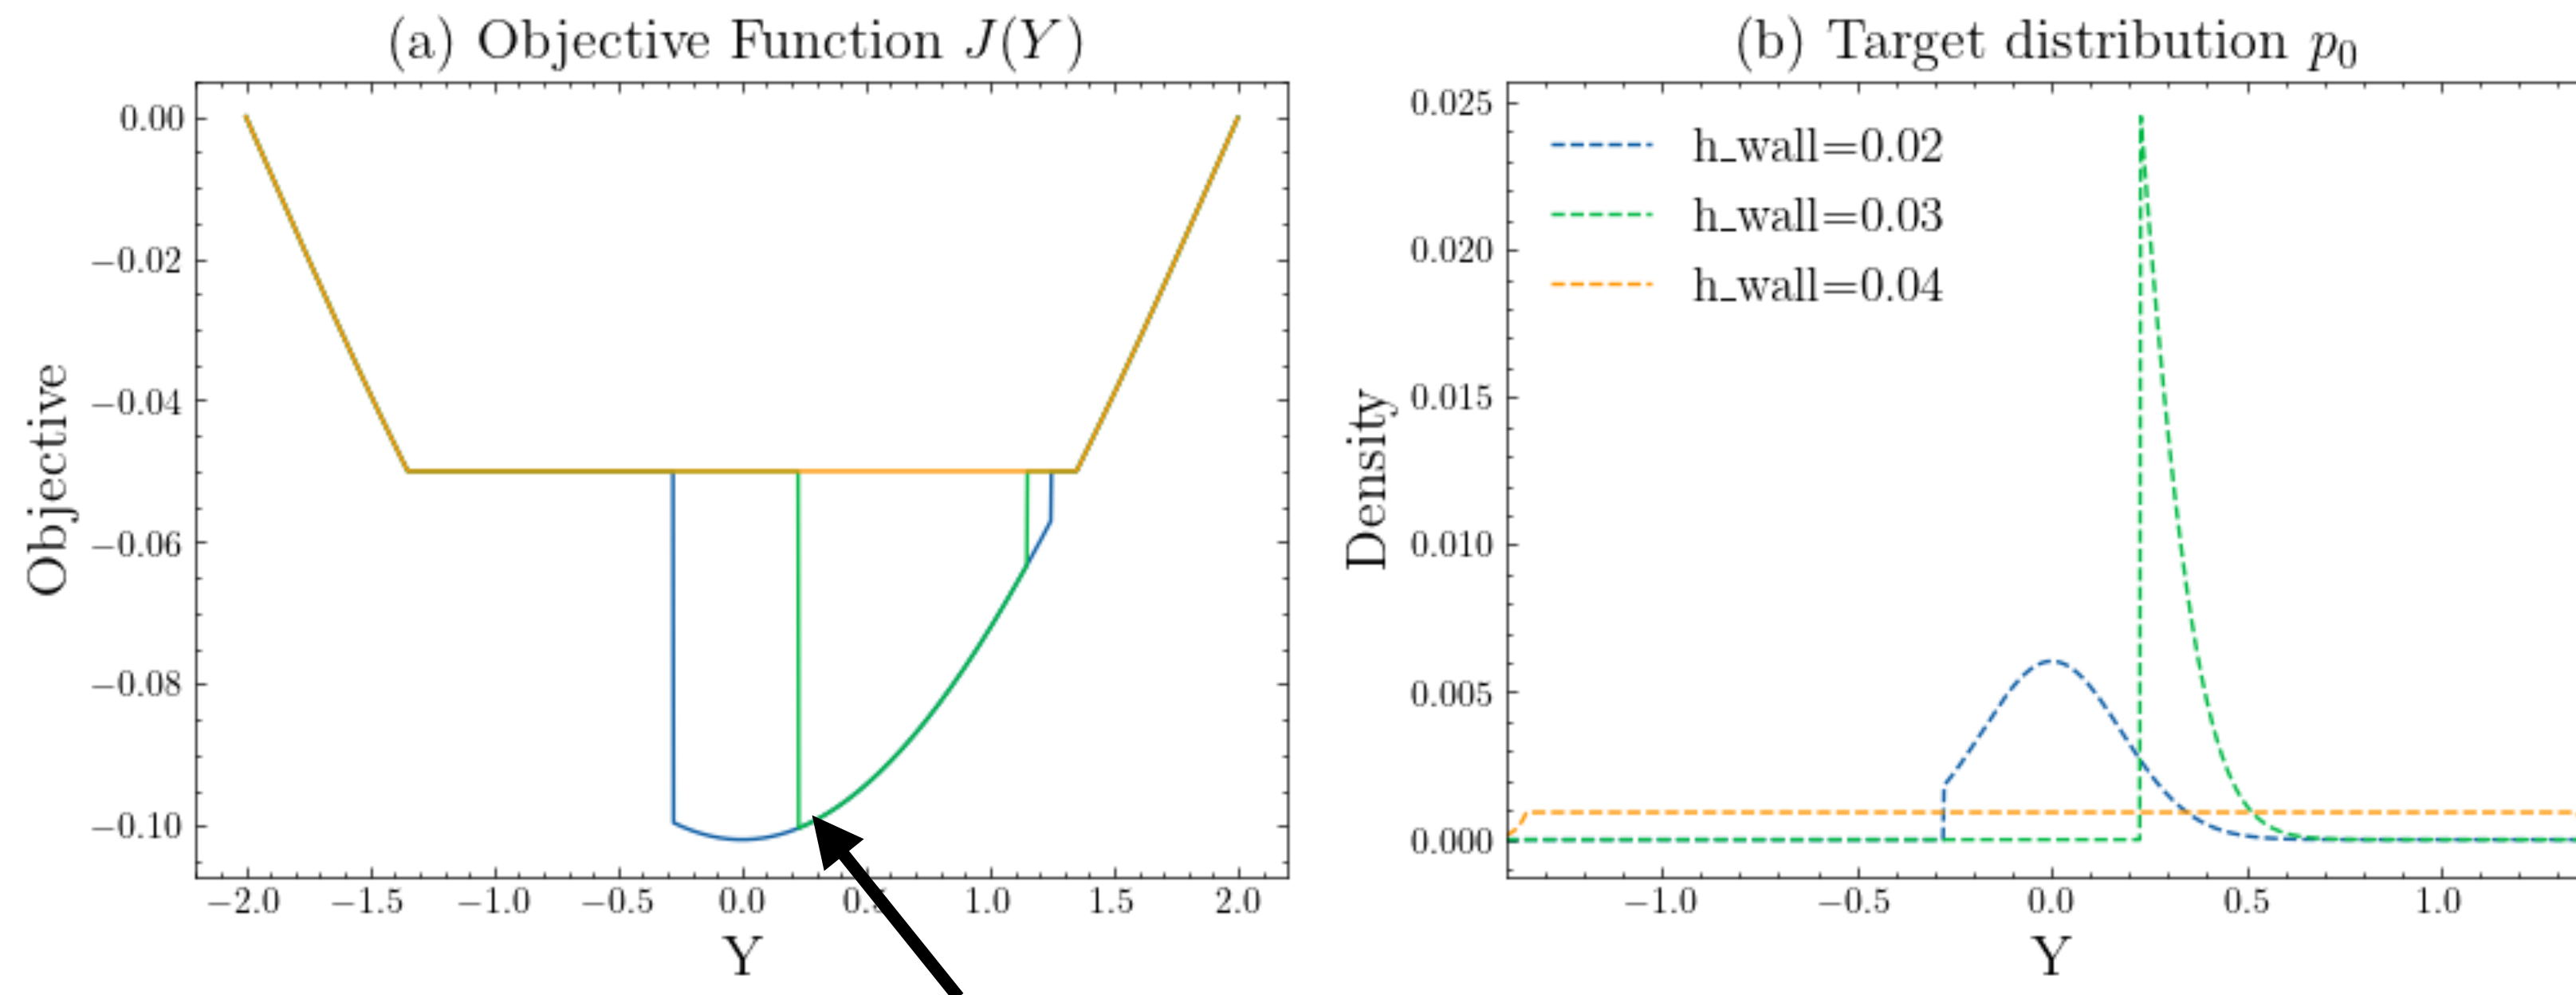 (a) Objective Function J(Y)
0.00
−0.02
−0.04
−0.06
−0.08
−0.10
Objective
−2.0 −1.5 −1.0 −0.5 0.0 1.0 1.5 2.0
Y
(b) Target distribution p₀
0.025
0.020
0.015
0.010
0.005
0.000
Density
h_wall=0.02
h_wall=0.03
h_wall=0.04
−1.0 −0.5 0.0 0.5 1.0
Y